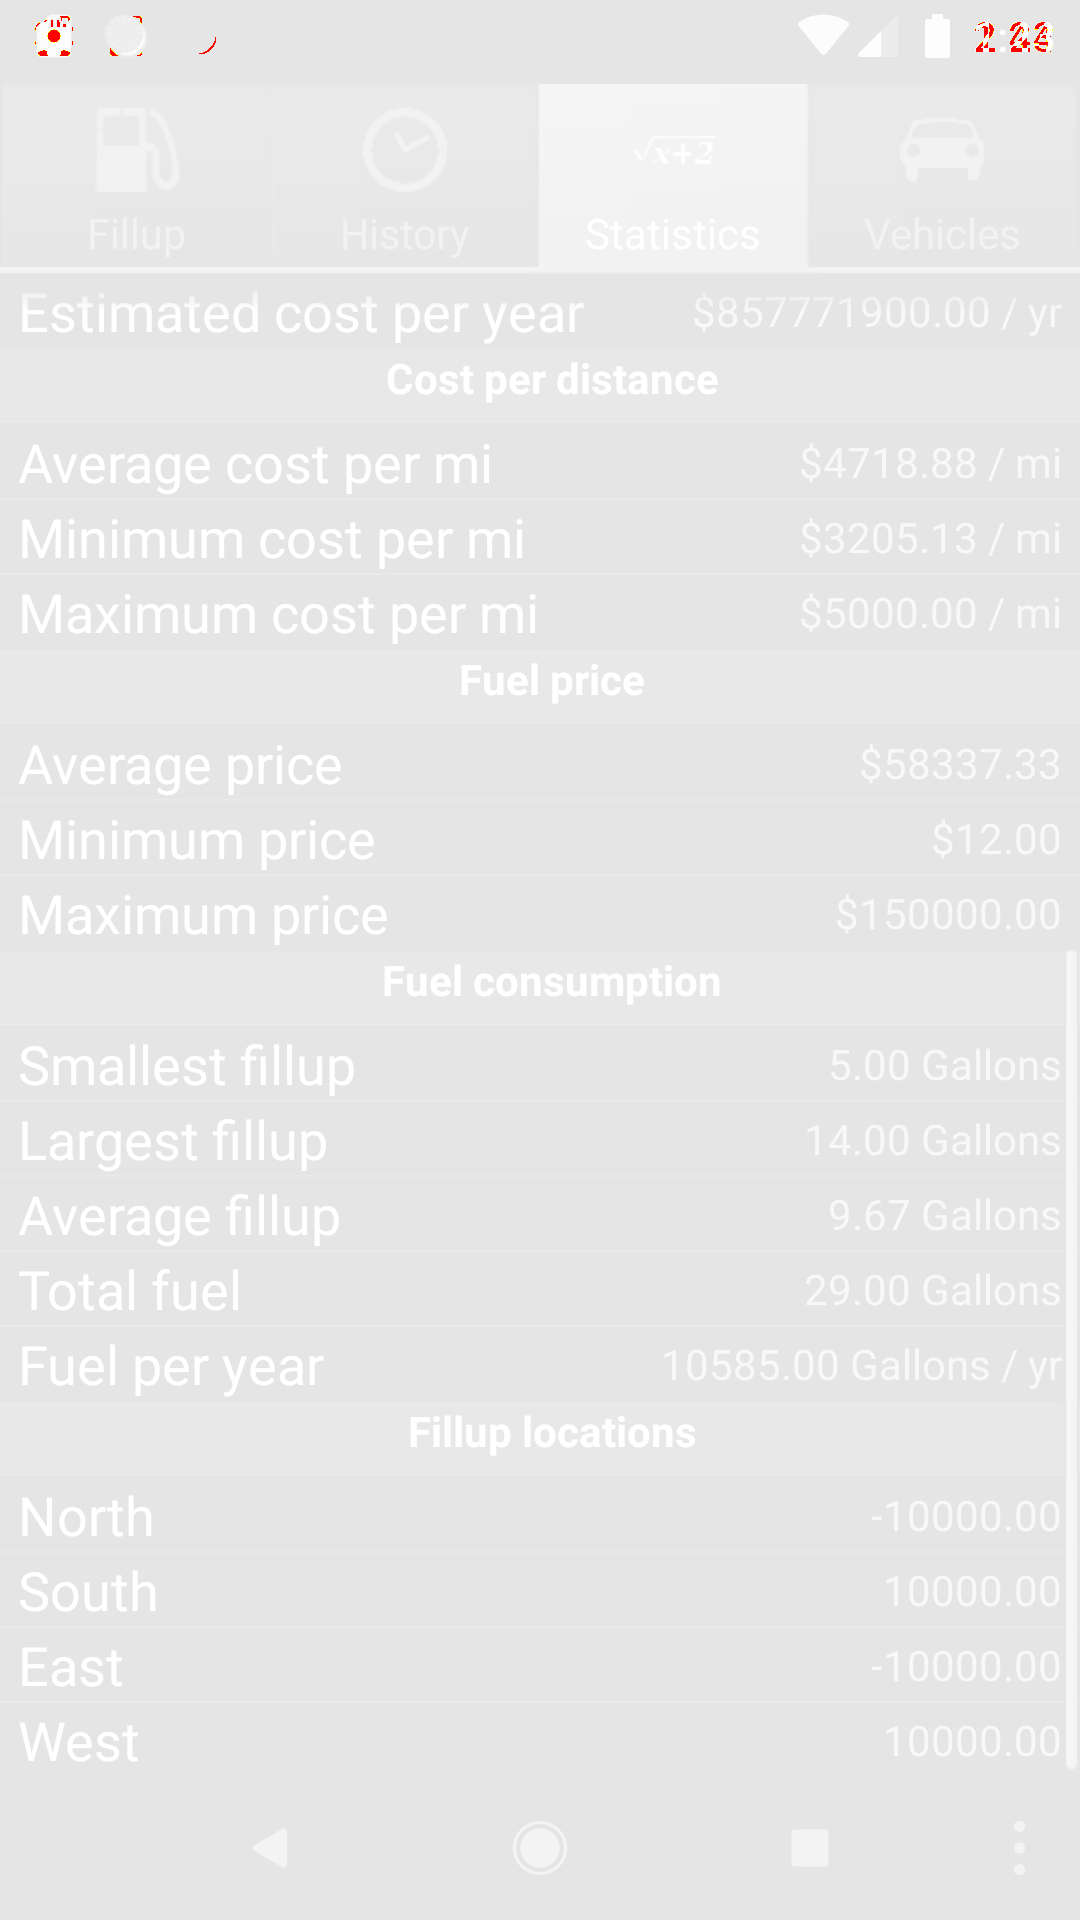 Fillup History √x+2 Statistics Vehicles
Estimated cost per year $857771900.00 / yr
Cost per distance
Average cost per mi $4718.88 / mi
Minimum cost per mi $3205.13 / mi
Maximum cost per mi $5000.00 / mi
Fuel price
Average price $58337.33
Minimum price $12.00
Maximum price $150000.00
Fuel consumption
Smallest fillup 5.00 Gallons
Largest fillup 14.00 Gallons
Average fillup 9.67 Gallons
Total fuel 29.00 Gallons
Fuel per year 10585.00 Gallons / yr
Fillup locations
North -10000.00
South 10000.00
East -10000.00
West 10000.00